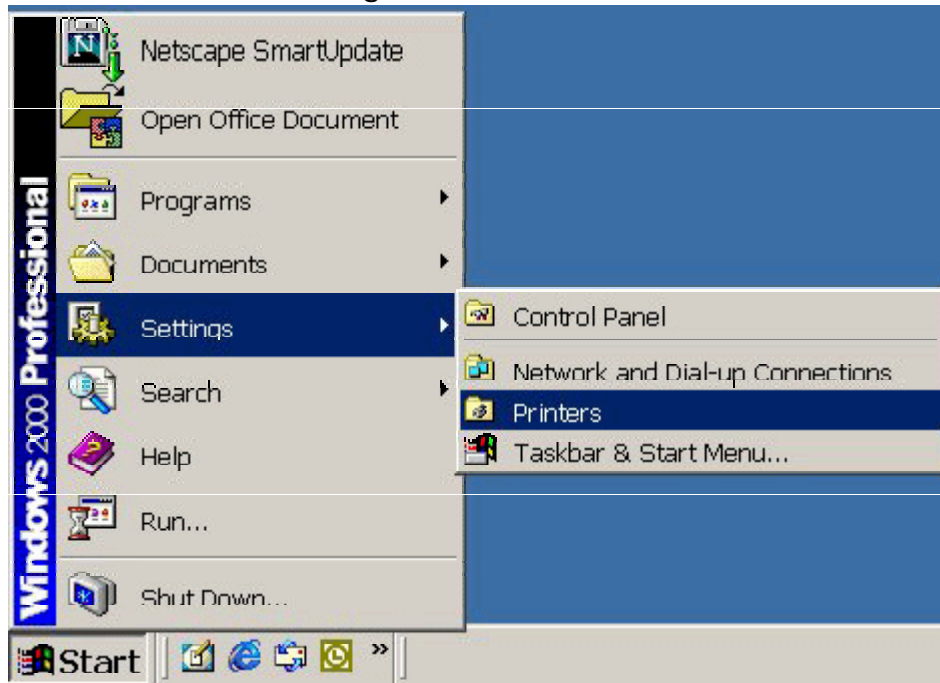 Netscape SmartUpdate
Open Office Document
Programs
Documents
Settings
Search
Help
Run...
Shut Down...
Control Panel
Network and Dial-up Connections
Printers
Taskbar & Start Menu...
Windows 2000 Professional
Start